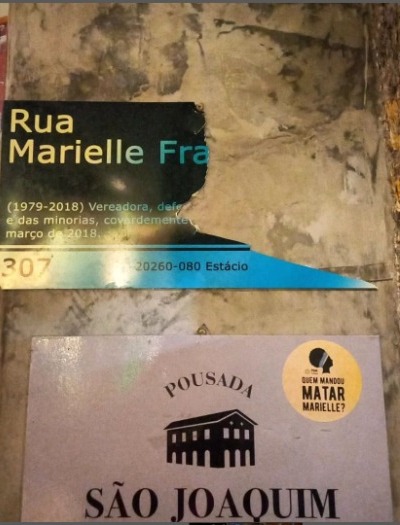 Rua
Marielle Fra
(1979-2018) Vereadora, defe
e das minorias, covardemente
março de 2018.
307
20260-080 Estácio
POUSADA
SÃO JOAQUIM
QUEM MANDOU
MATAR
MARIELLE?